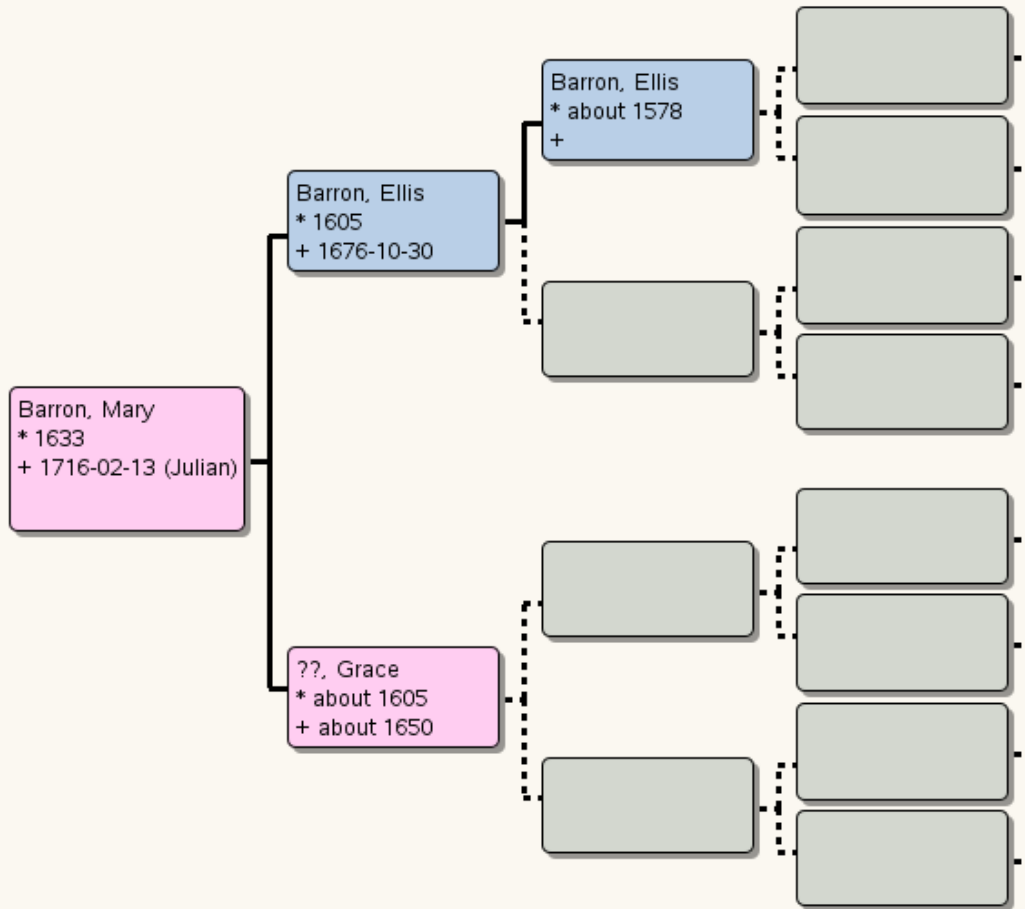 Barron, Ellis
* about 1578
+
Barron, Ellis
* 1605
+ 1676-10-30
Barron, Mary
* 1633
+ 1716-02-13 (Julian)
??, Grace
* about 1605
+ about 1650